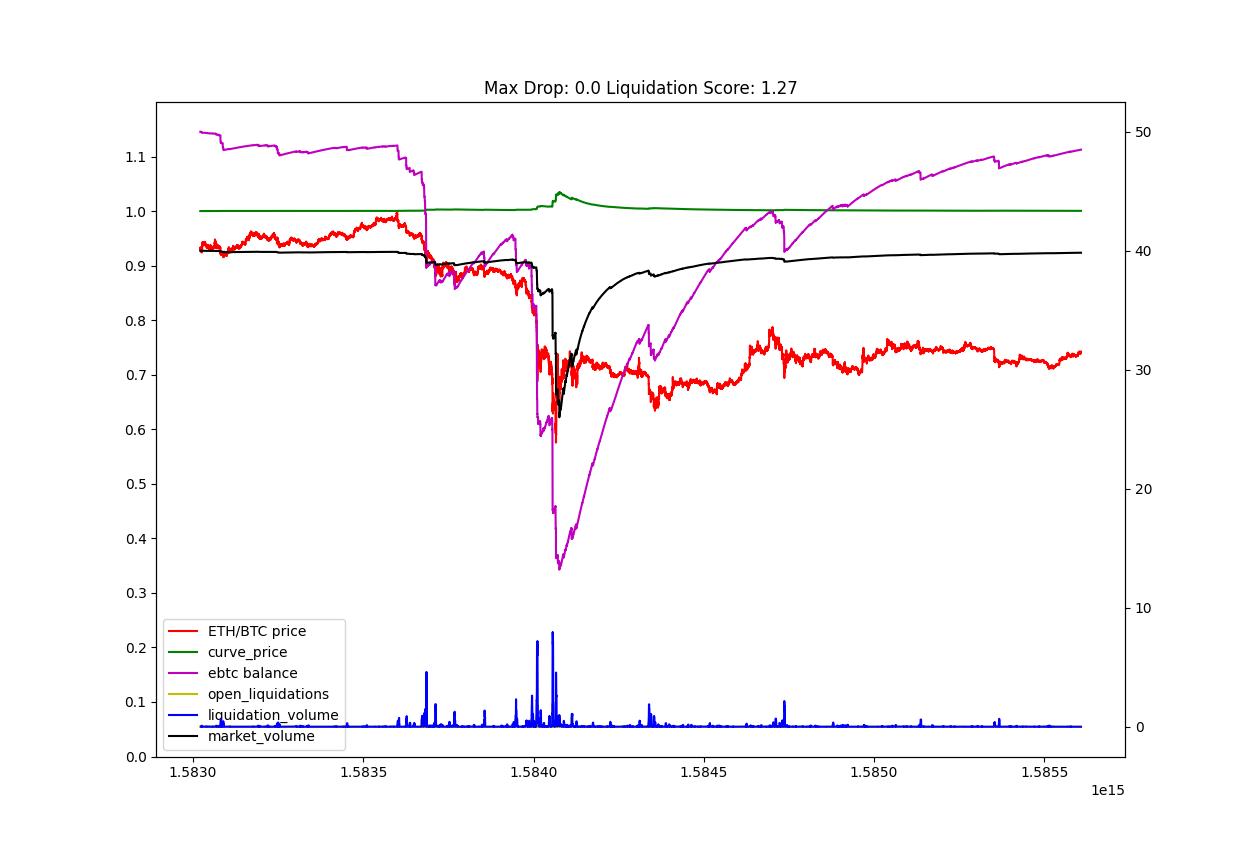 Max Drop: 0.0 Liquidation Score: 1.27
1.1
1.0
0.9
0.8
0.7
0.6
0.5
0.4
0.3
0.2
0.1
0.0
50
40
30
20
10
0
ETH/BTC price
curve_price
ebtc balance
open_liquidations
liquidation_volume
market_volume
1.5830 1.5835 1.5840 1.5845 1.5850 1.5855
1e15